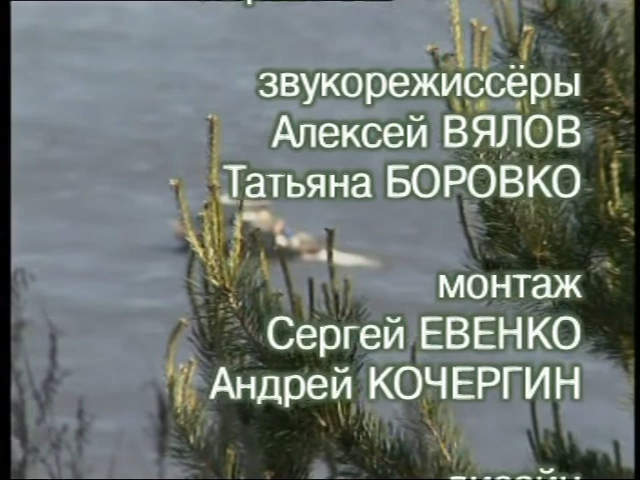 звукорежиссёры
Алексей ВЯЛОВ
Татьяна БОРОВКО
монтаж
Сергей ЕВЕНКО
Андрей КОЧЕРГИН